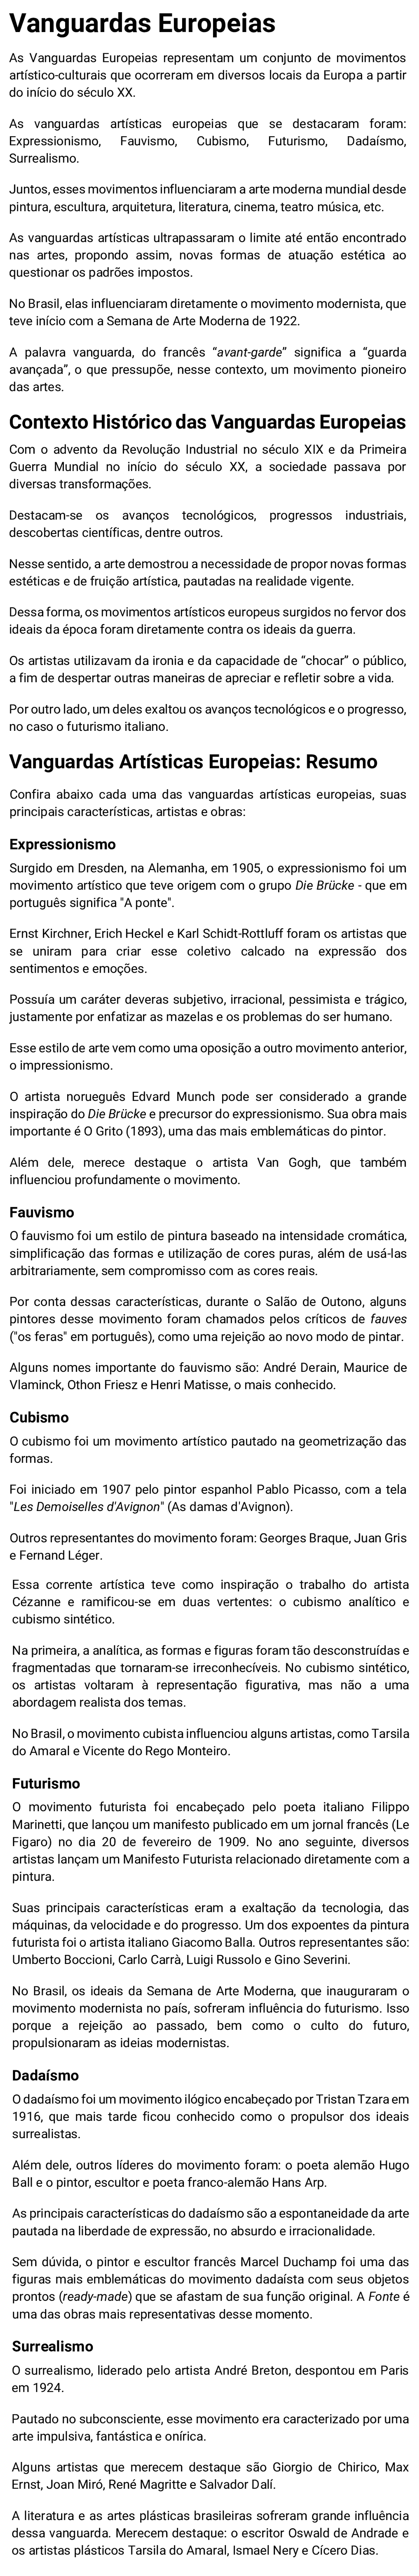 Vanguardas Europeias
As Vanguardas Europeias representam um conjunto de movimentos
artístico-culturais que ocorreram em diversos locais da Europa a partir
do início do século XX.
As vanguardas artísticas europeias que se destacaram foram:
Expressionismo, Fauvismo, Cubismo, Futurismo, Dadaísmo,
Surrealismo.
Juntos, esses movimentos influenciaram a arte moderna mundial desde
pintura, escultura, arquitetura, literatura, cinema, teatro música, etc.
As vanguardas artísticas ultrapassaram o limite até então encontrado
nas artes, propondo assim, novas formas de atuação estética ao
questionar os padrões impostos.
No Brasil, elas influenciaram diretamente o movimento modernista, que
teve início com a Semana de Arte Moderna de 1922.
A palavra vanguarda, do francês “avant-garde” significa a “guarda
avançada”, o que pressupõe, nesse contexto, um movimento pioneiro
das artes.
Contexto Histórico das Vanguardas Europeias
Com o advento da Revolução Industrial no século XIX e da Primeira
Guerra Mundial no início do século XX, a sociedade passava por
diversas transformações.
Destacam-se os avanços tecnológicos, progressos industriais,
descobertas científicas, dentre outros.
Nesse sentido, a arte demostrou a necessidade de propor novas formas
estéticas e de fruição artística, pautadas na realidade vigente.
Dessa forma, os movimentos artísticos europeus surgidos no fervor dos
ideais da época foram diretamente contra os ideais da guerra.
Os artistas utilizavam da ironia e da capacidade de “chocar” o público,
a fim de despertar outras maneiras de apreciar e refletir sobre a vida.
Por outro lado, um deles exaltou os avanços tecnológicos e o progresso,
no caso o futurismo italiano.
Vanguardas Artísticas Europeias: Resumo
Confira abaixo cada uma das vanguardas artísticas europeias, suas
principais características, artistas e obras:
Expressionismo
Surgido em Dresden, na Alemanha, em 1905, o expressionismo foi um
movimento artístico que teve origem com o grupo Die Brücke - que em
português significa "A ponte".
Ernst Kirchner, Erich Heckel e Karl Schidt-Rottluff foram os artistas que
se uniram para criar esse coletivo calcado na expressão dos
sentimentos e emoções.
Possuía um caráter deveras subjetivo, irracional, pessimista e trágico,
justamente por enfatizar as mazelas e os problemas do ser humano.
Esse estilo de arte vem como uma oposição a outro movimento anterior,
o impressionismo.
O artista norueguês Edvard Munch pode ser considerado a grande
inspiração do Die Brücke e precursor do expressionismo. Sua obra mais
importante é O Grito (1893), uma das mais emblemáticas do pintor.
Além dele, merece destaque o artista Van Gogh, que também
influenciou profundamente o movimento.
Fauvismo
O fauvismo foi um estilo de pintura baseado na intensidade cromática,
simplificação das formas e utilização de cores puras, além de usá-las
arbitrariamente, sem compromisso com as cores reais.
Por conta dessas características, durante o Salão de Outono, alguns
pintores desse movimento foram chamados pelos críticos de fauves
("os feras" em português), como uma rejeição ao novo modo de pintar.
Alguns nomes importante do fauvismo são: André Derain, Maurice de
Vlaminck, Othon Friesz e Henri Matisse, o mais conhecido.
Cubismo
O cubismo foi um movimento artístico pautado na geometrização das
formas.
Foi iniciado em 1907 pelo pintor espanhol Pablo Picasso, com a tela
"Les Demoiselles d'Avignon" (As damas d'Avignon).
Outros representantes do movimento foram: Georges Braque, Juan Gris
e Fernand Léger.
Essa corrente artística teve como inspiração o trabalho do artista
Cézanne e ramificou-se em duas vertentes: o cubismo analítico e
cubismo sintético.
Na primeira, a analítica, as formas e figuras foram tão desconstruídas e
fragmentadas que tornaram-se irreconhecíveis. No cubismo sintético,
os artistas voltaram à representação figurativa, mas não a uma
abordagem realista dos temas.
No Brasil, o movimento cubista influenciou alguns artistas, como Tarsila
do Amaral e Vicente do Rego Monteiro.
Futurismo
O movimento futurista foi encabeçado pelo poeta italiano Filippo
Marinetti, que lançou um manifesto publicado em um jornal francês (Le
Figaro) no dia 20 de fevereiro de 1909. No ano seguinte, diversos
artistas lançam um Manifesto Futurista relacionado diretamente com a
pintura.
Suas principais características eram a exaltação da tecnologia, das
máquinas, da velocidade e do progresso. Um dos expoentes da pintura
futurista foi o artista italiano Giacomo Balla. Outros representantes são:
Umberto Boccioni, Carlo Carrà, Luigi Russolo e Gino Severini.
No Brasil, os ideais da Semana de Arte Moderna, que inauguraram o
movimento modernista no país, sofreram influência do futurismo. Isso
porque a rejeição ao passado, bem como o culto do futuro,
propulsionaram as ideias modernistas.
Dadaísmo
O dadaísmo foi um movimento ilógico encabeçado por Tristan Tzara em
1916, que mais tarde ficou conhecido como o propulsor dos ideais
surrealistas.
Além dele, outros líderes do movimento foram: o poeta alemão Hugo
Ball e o pintor, escultor e poeta franco-alemão Hans Arp.
As principais características do dadaísmo são a espontaneidade da arte
pautada na liberdade de expressão, no absurdo e irracionalidade.
Sem dúvida, o pintor e escultor francês Marcel Duchamp foi uma das
figuras mais emblemáticas do movimento dadaísta com seus objetos
prontos (ready-made) que se afastam de sua função original. A Fonte é
uma das obras mais representativas desse momento.
Surrealismo
O surrealismo, liderado pelo artista André Breton, despontou em Paris
em 1924.
Pautado no subconsciente, esse movimento era caracterizado por uma
arte impulsiva, fantástica e onírica.
Alguns artistas que merecem destaque são Giorgio de Chirico, Max
Ernst, Joan Miró, René Magritte e Salvador Dalí.
A literatura e as artes plásticas brasileiras sofreram grande influência
dessa vanguarda. Merecem destaque: o escritor Oswald de Andrade e
os artistas plásticos Tarsila do Amaral, Ismael Nery e Cícero Dias.